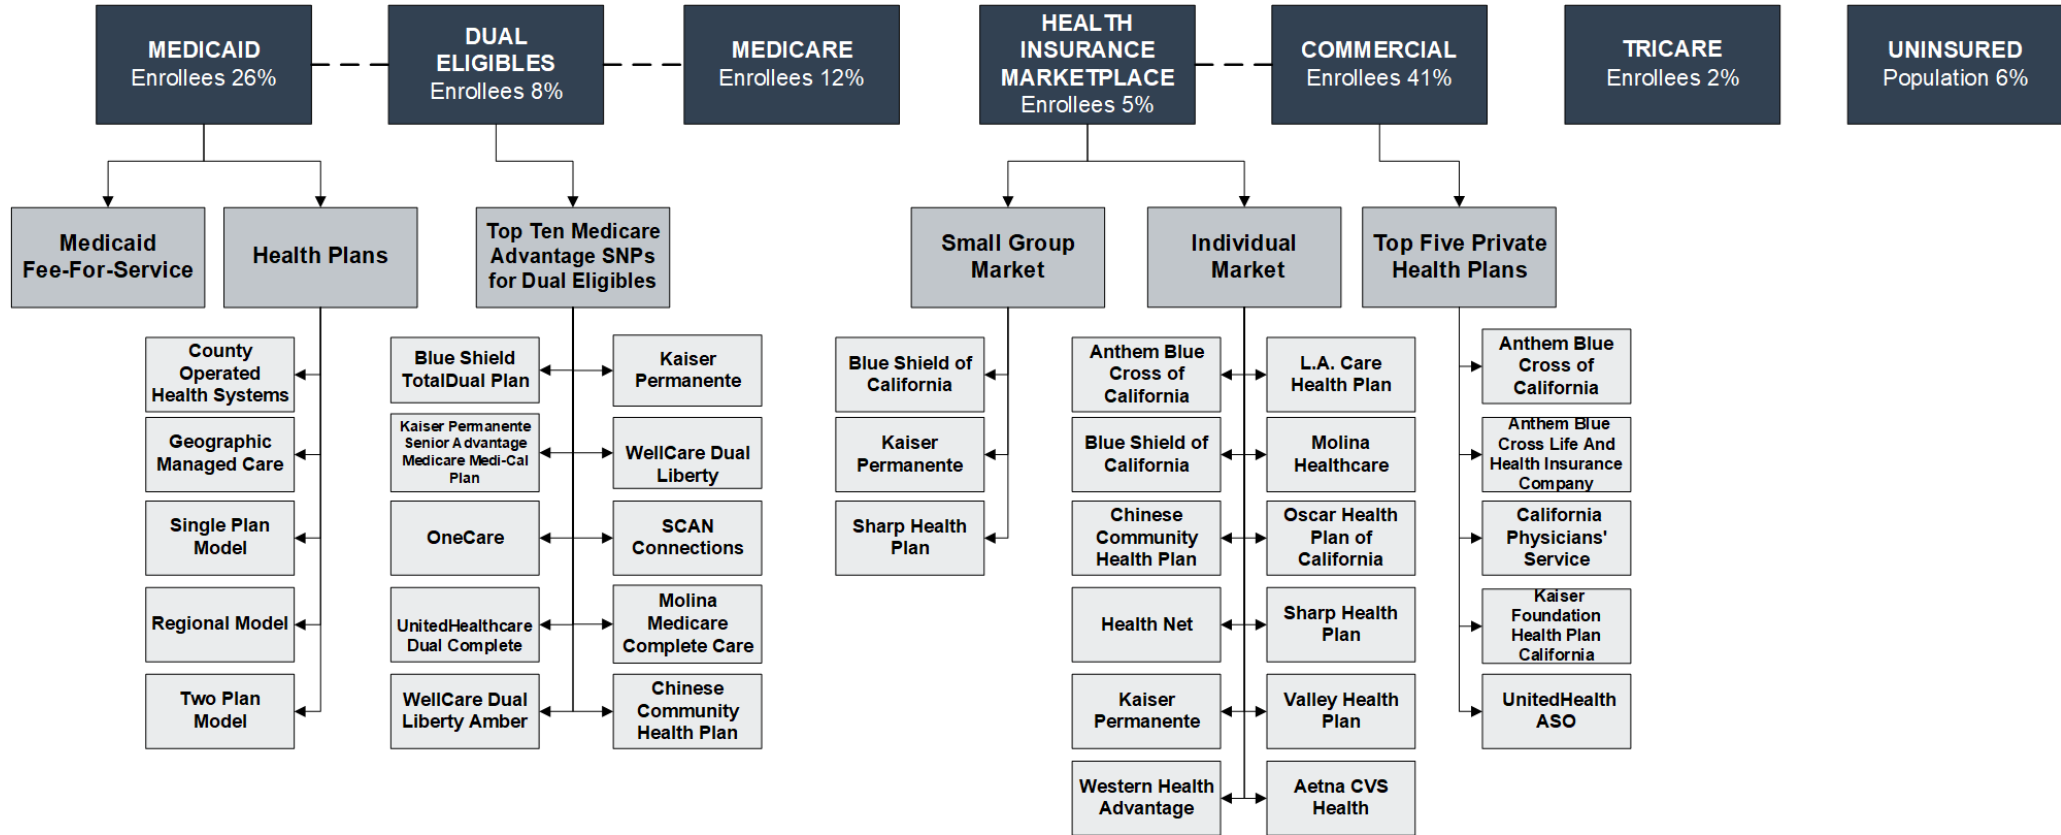 MEDICAID
Enrollees 26%
DUAL
ELIGIBLES
Enrollees 8%
MEDICARE
Enrollees 12%
HEALTH
INSURANCE
MARKETPLACE
Enrollees 5%
COMMERCIAL
Enrollees 41%
TRICARE
Enrollees 2%
UNINSURED
Population 6%
Medicaid
Fee-For-Service
Health Plans
Top Ten Medicare
Advantage SNPs
for Dual Eligibles
Small Group
Market
Individual
Market
Top Five Private
Health Plans
County
Operated
Health Systems
Geographic
Managed Care
Single Plan
Model
Regional Model
Two Plan
Model
Blue Shield
TotalDual Plan
Kaiser Permanente
Senior Advantage
Medicare Medi-Cal
Plan
OneCare
UnitedHealthcare
Dual Complete
WellCare Dual
Liberty Amber
Kaiser
Permanente
WellCare Dual
Liberty
SCAN
Connections
Molina
Medicare
Complete Care
Chinese
Community
Health Plan
Blue Shield of
California
Kaiser
Permanente
Sharp Health
Plan
Anthem Blue
Cross of
California
Blue Shield of
California
Chinese
Community
Health Plan
Health Net
Kaiser
Permanente
Western Health
Advantage
L.A. Care
Health Plan
Molina
Healthcare
Oscar Health
Plan of
California
Sharp Health
Plan
Valley Health
Plan
Aetna CVS
Health
Anthem Blue
Cross of
California
Anthem Blue
Cross Life And
Health Insurance
Company
California
Physicians'
Service
Kaiser
Foundation
Health Plan
California
UnitedHealth
ASO